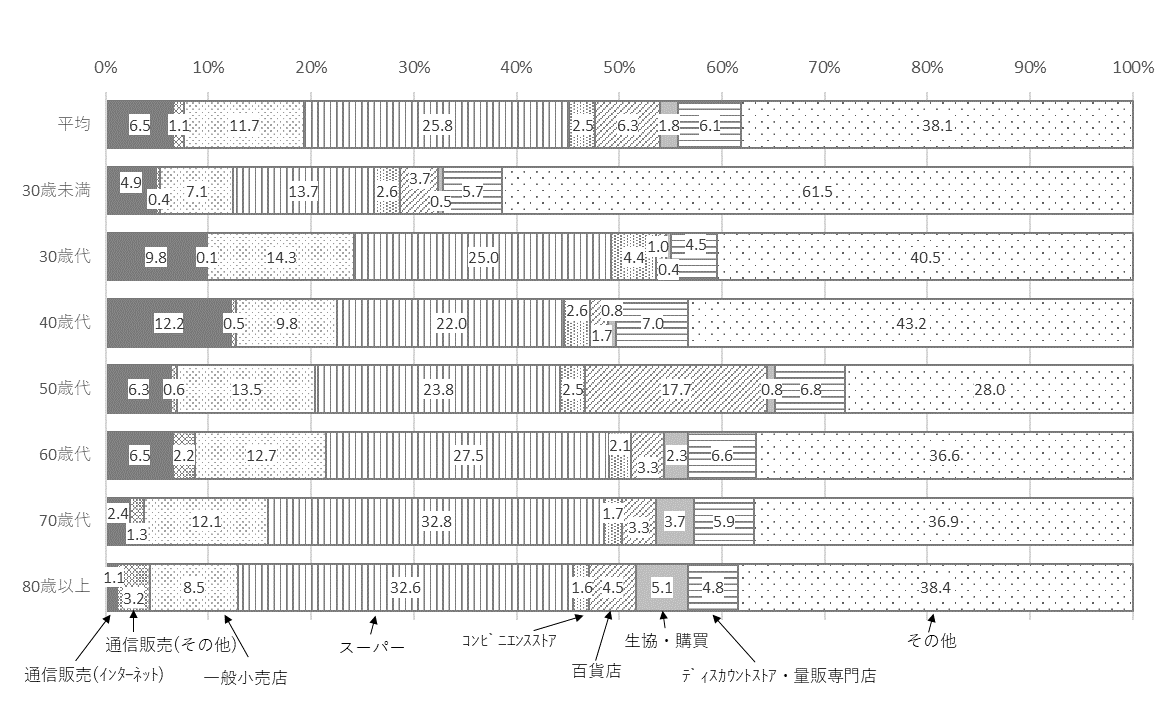 0% 10% 20% 30% 40% 50% 60% 70% 80% 90% 100%
平均 6.5 1.1 11.7 25.8 2.5 6.3 1.8 6.1 38.1
30歳未満 4.9 0.4 7.1 13.7 2.6 3.7 0.5 5.7 61.5
30歳代 9.8 0.1 14.3 25.0 4.4 1.0 0.4 4.5 40.5
40歳代 12.2 0.5 9.8 22.0 2.6 1.7 0.8 7.0 43.2
50歳代 6.3 0.6 13.5 23.8 2.5 17.7 0.8 6.8 28.0
60歳代 6.5 2.2 12.7 27.5 2.1 3.3 2.3 6.6 36.6
70歳代 2.4 1.3 12.1 32.8 1.7 3.3 3.7 5.9 36.9
80歳以上 1.1 3.2 8.5 32.6 1.6 4.5 5.1 4.8 38.4
通信販売(その他) スーパー ｺﾝﾋﾞﾆｴﾝｽｽﾄｱ 生協・購買 その他
通信販売(ｲﾝﾀｰﾈｯﾄ) 一般小売店 百貨店 ﾃﾞｨｽｶｳﾝﾄｽﾄｱ・量販専門店